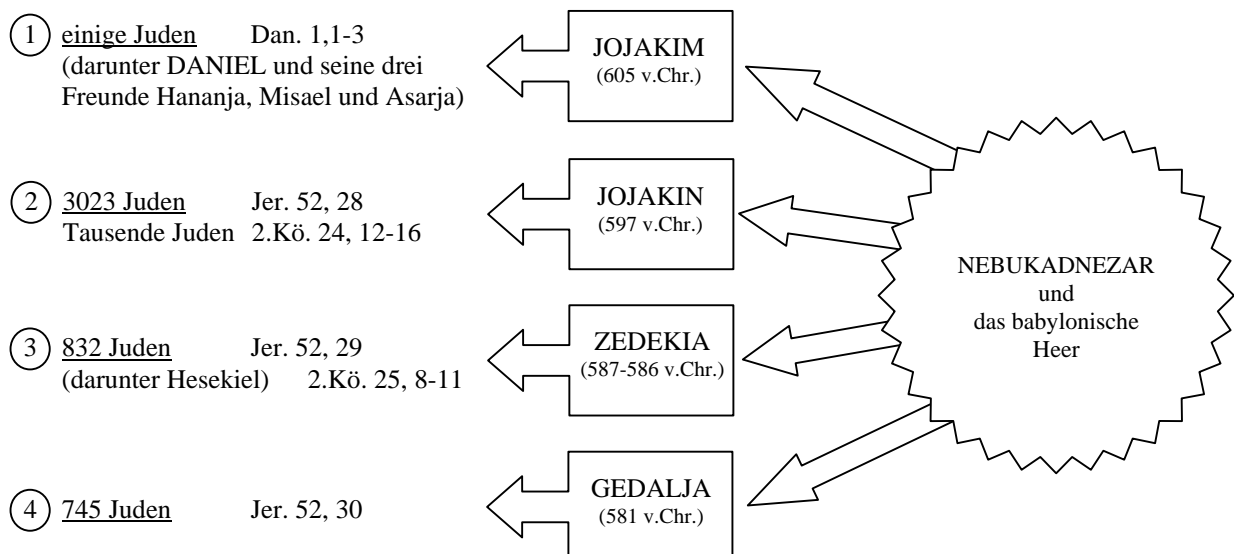 1 einige Juden Dan. 1,1-3
(darunter DANIEL und seine drei
Freunde Hananja, Misael und Asarja)
JOJAKIM
(605 v.Chr.)
2 3023 Juden Jer. 52, 28
Tausende Juden 2.Kö. 24, 12-16
JOJAKIN
(597 v.Chr.)
3 832 Juden Jer. 52, 29
(darunter Hesekiel) 2.Kö. 25, 8-11
ZEDEKIA
(587-586 v.Chr.)
4 745 Juden Jer. 52, 30
GEDALJA
(581 v.Chr.)
NEBUKADNEZAR
und
das babylonische
Heer